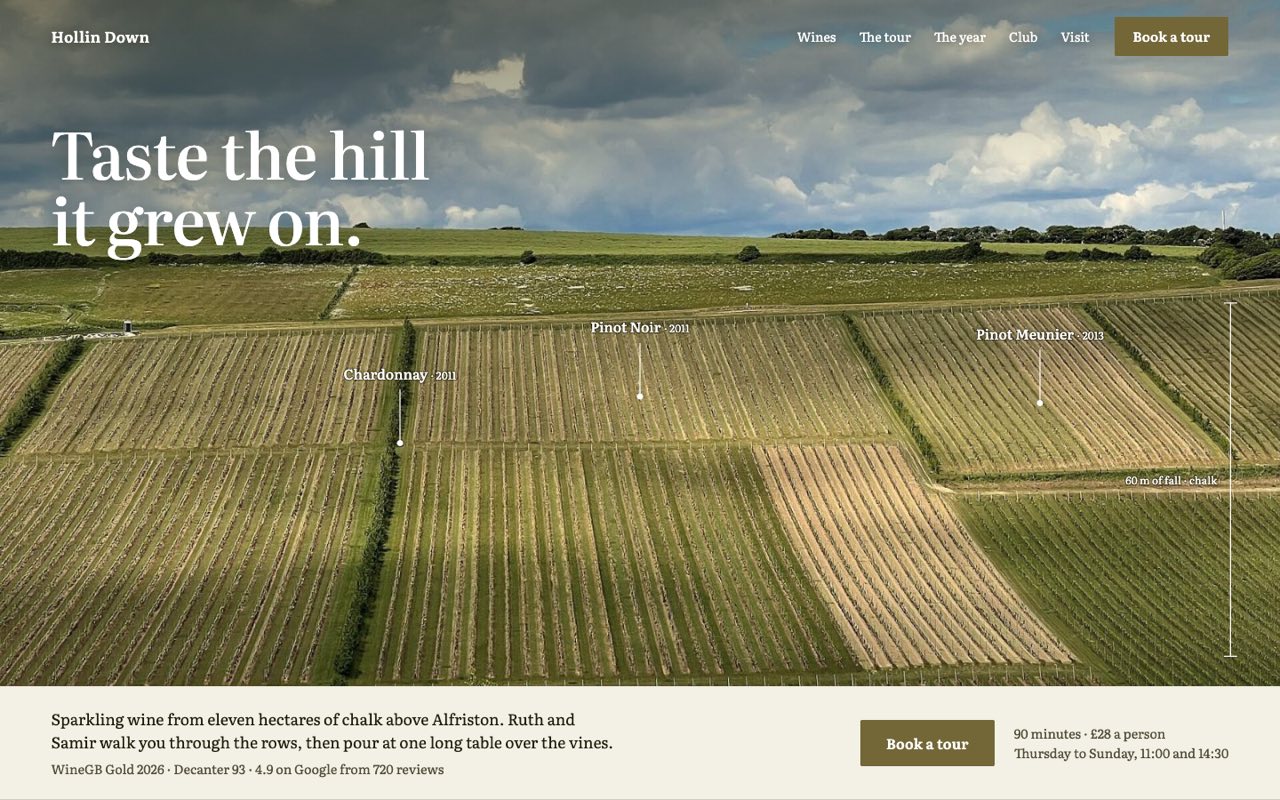 Hollin Down
Wines
The tour
The year
Club
Visit
Book a tour
Taste the hill
it grew on.
Pinot Noir · 2011
Pinot Meunier · 2013
Chardonnay · 2011
60 m of fall · chalk
Sparkling wine from eleven hectares of chalk above Alfriston. Ruth and
Samir walk you through the rows, then pour at one long table over the vines.
WineGB Gold 2026 · Decanter 93 · 4.9 on Google from 720 reviews
Book a tour
90 minutes · £28 a person
Thursday to Sunday, 11:00 and 14:30